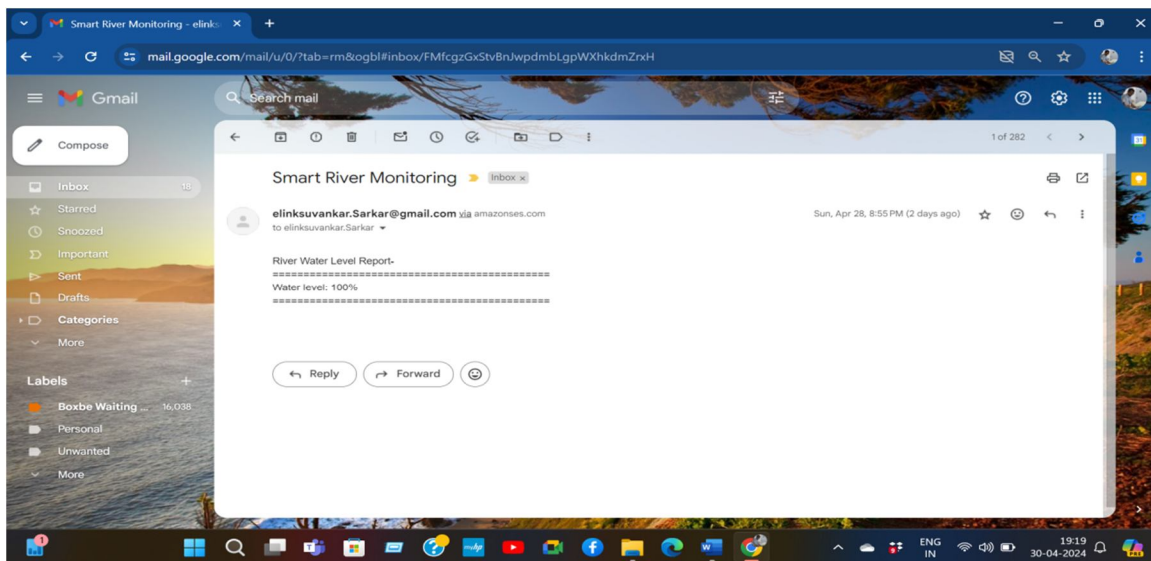 Smart River Monitoring - elinks
mail.google.com/mail/u/0/?tab=rm&ogbl#inbox/FMfcgzGxStvBnJwpdmbLgpWXhkdmZrxH
Gmail
Search mail
Compose
1 of 282
Inbox 18
Starred
Snoozed
Important
Sent
Drafts
Categories
More
Labels
Boxbe Waiting ... 16,038
Personal
Unwanted
More
Smart River Monitoring Inbox x
elinksuvankar.Sarkar@gmail.com via amazonses.com Sun, Apr 28, 8:55 PM (2 days ago)
to elinksuvankar.Sarkar
River Water Level Report-
==============================================
Water level: 100%
==============================================
Reply Forward
ENG
IN
19:19
30-04-2024